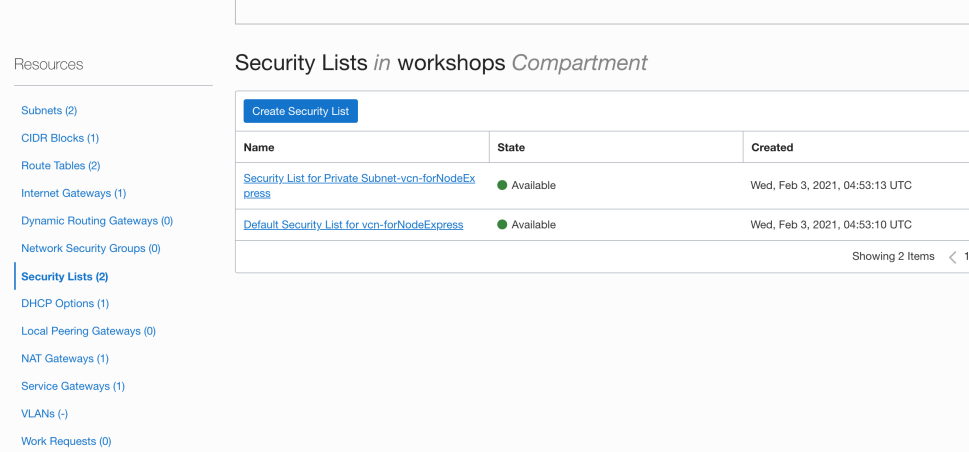 Resources
Subnets (2)
CIDR Blocks (1)
Route Tables (2)
Internet Gateways (1)
Dynamic Routing Gateways (0)
Network Security Groups (0)
Security Lists (2)
DHCP Options (1)
Local Peering Gateways (0)
NAT Gateways (1)
Service Gateways (1)
VLANs (-)
Work Requests (0)
Security Lists in workshops Compartment
Create Security List
Name State Created
Security List for Private Subnet-vcn-forNodeEx
press
Available Wed, Feb 3, 2021, 04:53:13 UTC
Default Security List for vcn-forNodeExpress Available Wed, Feb 3, 2021, 04:53:10 UTC
Showing 2 Items < 1